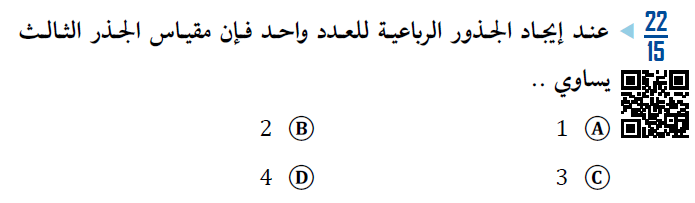 22
15
عند إيجاد الجذور الرباعية للعدد واحد فإن مقياس الجذر الثالث
يساوي ..
A 1
B 2
C 3
D 4